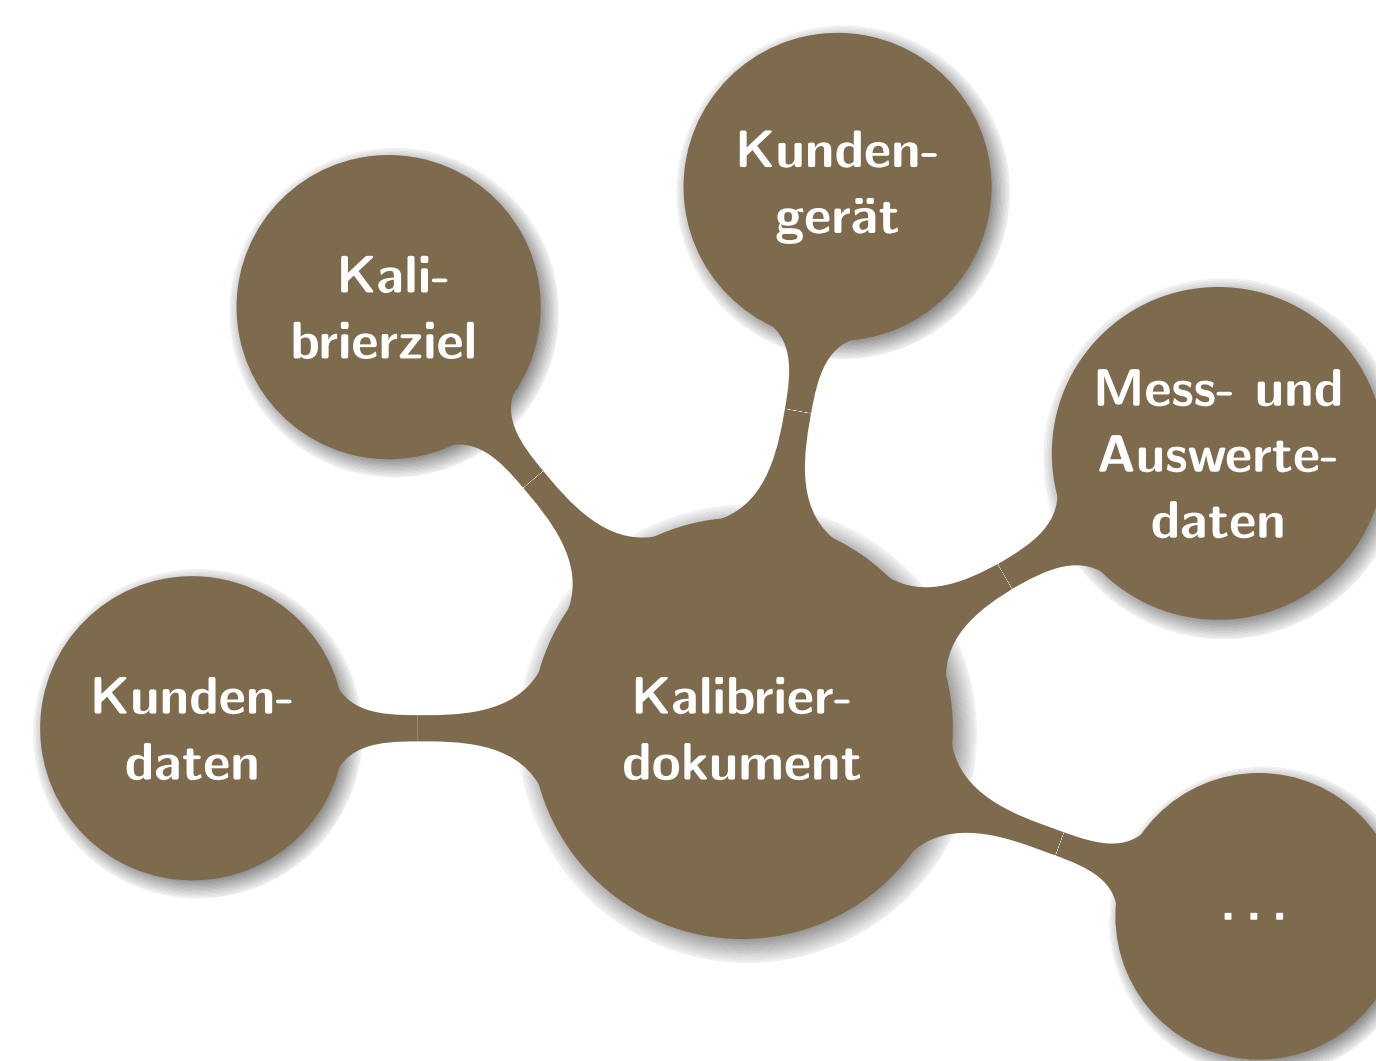 Kunden-
gerät
Kali-
brierziel
Mess- und
Auswerte-
daten
Kunden-
daten
Kalibrier-
dokument
...